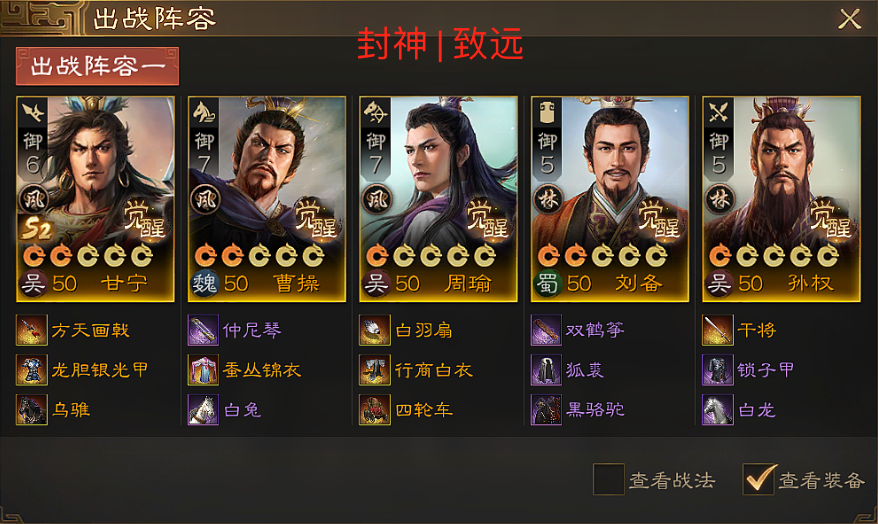 出战阵容
封神 | 致远
出战阵容一
御 6 风 S2 觉醒 吴 50 甘宁
御 7 风 觉醒 魏 50 曹操
御 7 风 觉醒 吴 50 周瑜
御 5 林 觉醒 蜀 50 刘备
御 5 林 觉醒 吴 50 孙权
方天画戟 仲尼琴 白羽扇 双鹤筝 干将
龙胆银光甲 蚕丛锦衣 行商白衣 狐裘 锁子甲
乌骓 白兔 四轮车 黑骆驼 白龙
查看战法 查看装备